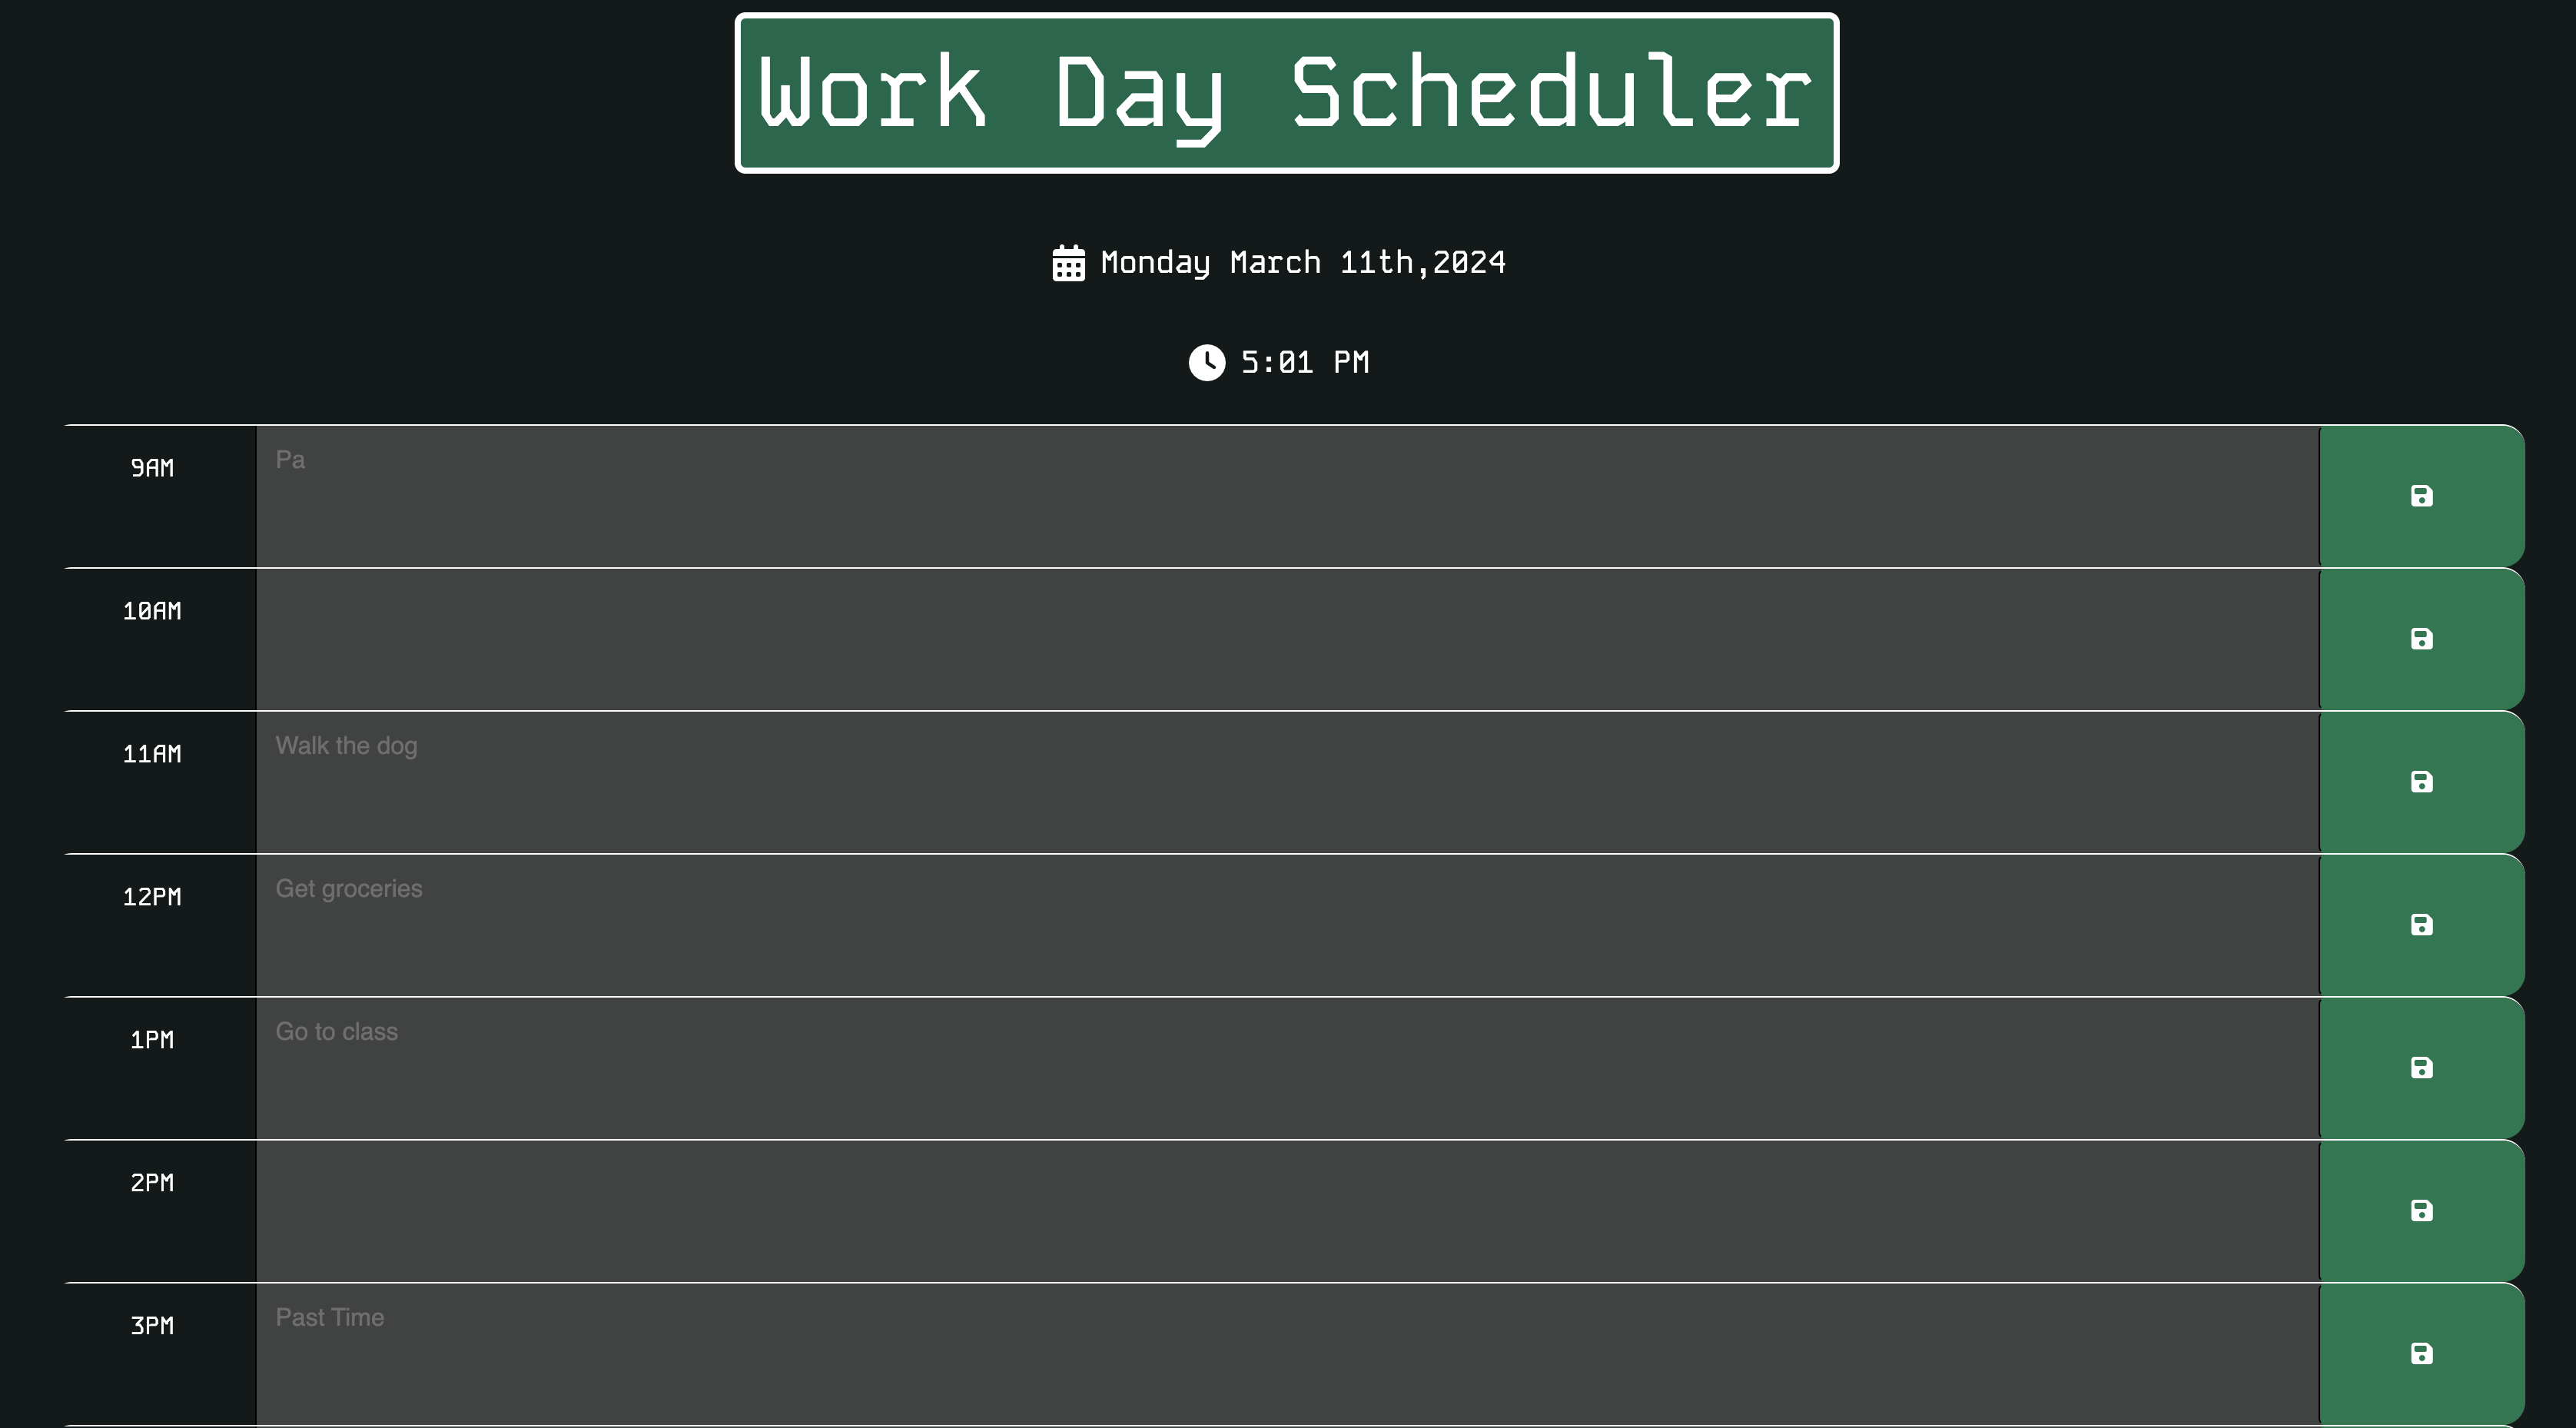 Work Day Scheduler
Monday March 11th,2024
5:01 PM
9AM
Pa
10AM
11AM
Walk the dog
12PM
Get groceries
1PM
Go to class
2PM
3PM
Past Time